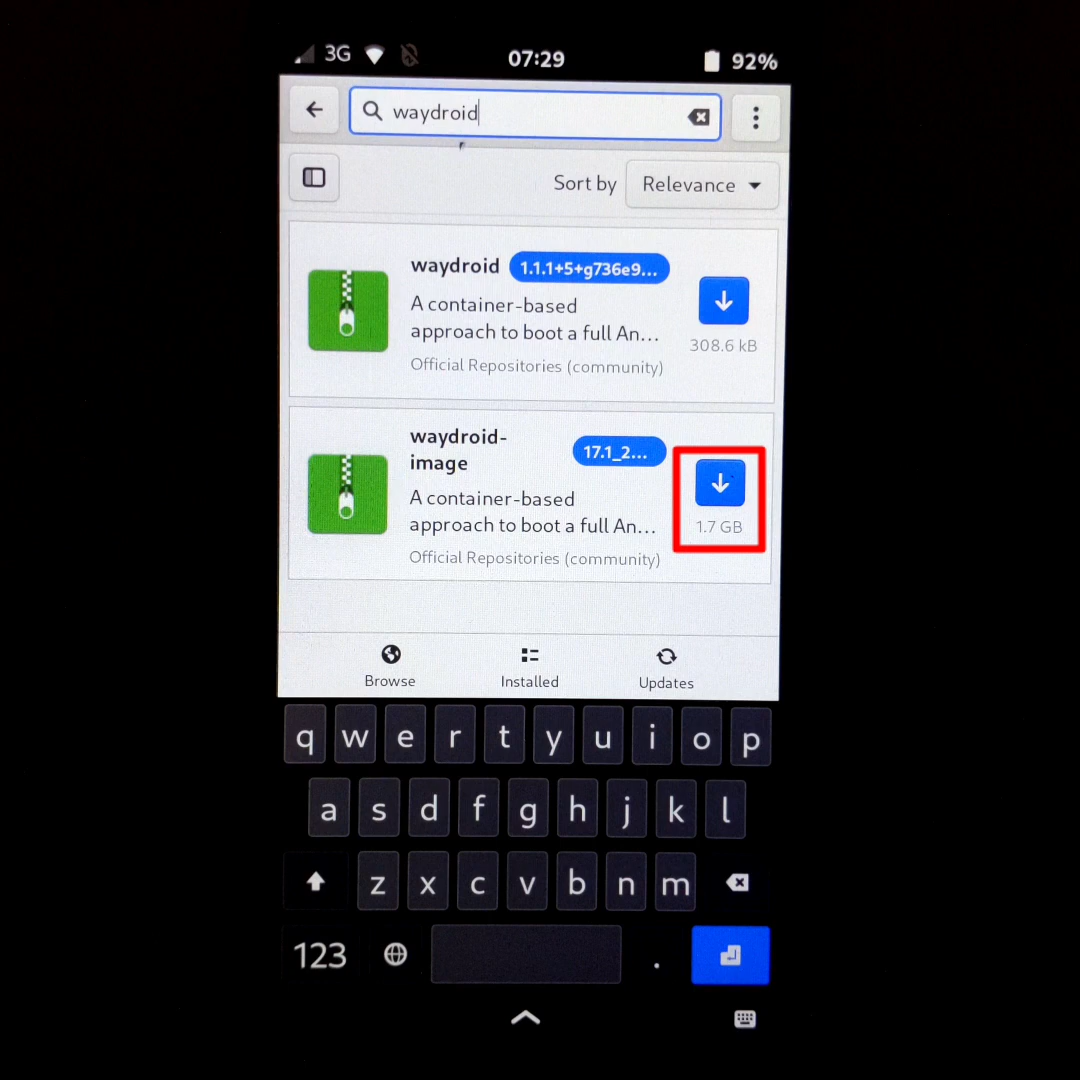 3G 07:29 92%
waydroid
Sort by Relevance
waydroid 1.1.1+5+g736e9...
A container-based
approach to boot a full An...
308.6 kB
Official Repositories (community)
waydroid-
image
17.1_2...
A container-based
approach to boot a full An...
1.7 GB
Official Repositories (community)
Browse Installed Updates
q w e r t y u i o p
a s d f g h j k l
z x c v b n m
123 .